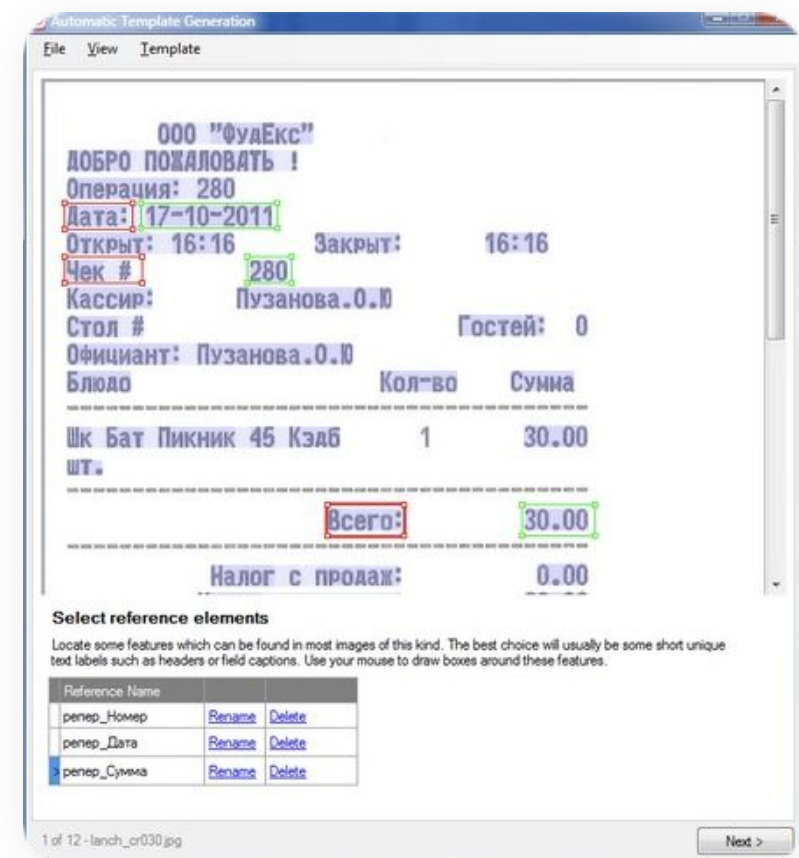 Automatic Template Generation
File View Template
ООО "ФудЕкс"
ДОБРО ПОЖАЛОВАТЬ !
Операция: 280
Дата: 17-10-2011
Открыт: 16:16 Закрыт: 16:16
Чек # 280
Кассир: Пузанова.О.Ю
Стол # Гостей: 0
Официант: Пузанова.О.Ю
Блюдо Кол-во Сумма
Шк Бат Пикник 45 Кэдб 1 30.00
шт.
Всего: 30.00
Налог с продаж: 0.00
Select reference elements
Locate some features which can be found in most images of this kind. The best choice will usually be some short unique
text labels such as headers or field captions. Use your mouse to draw boxes around these features.
Reference Name
репер_Номер Rename Delete
репер_Дата Rename Delete
> репер_Сумма Rename Delete
1 of 12 - lanch_cr030.jpg Next >